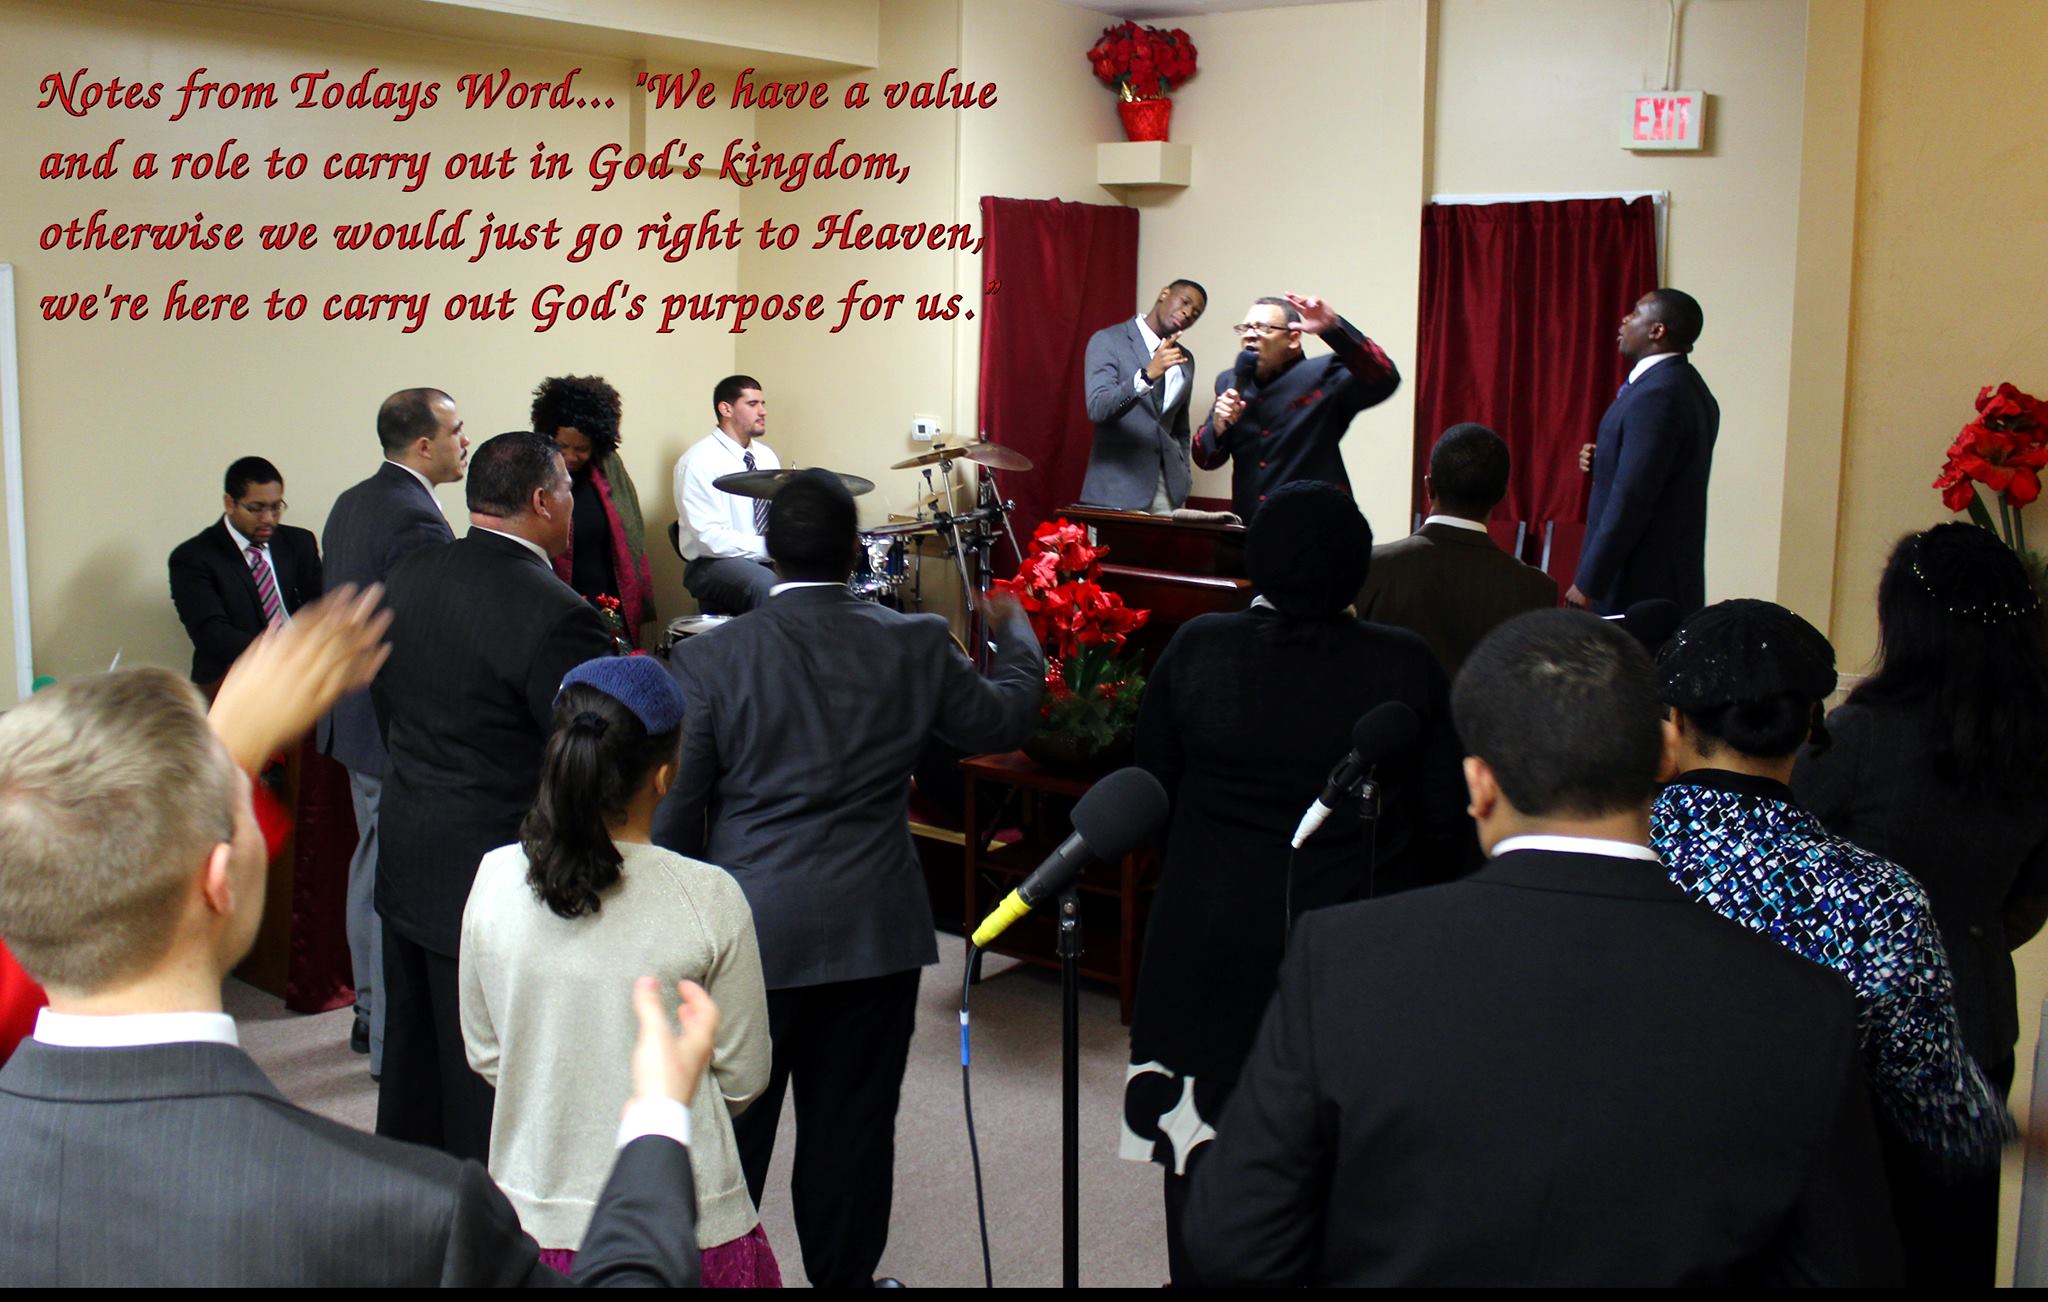 Notes from Todays Word... "We have a value
and a role to carry out in God's kingdom,
otherwise we would just go right to Heaven,
we're here to carry out God's purpose for us."
EXIT